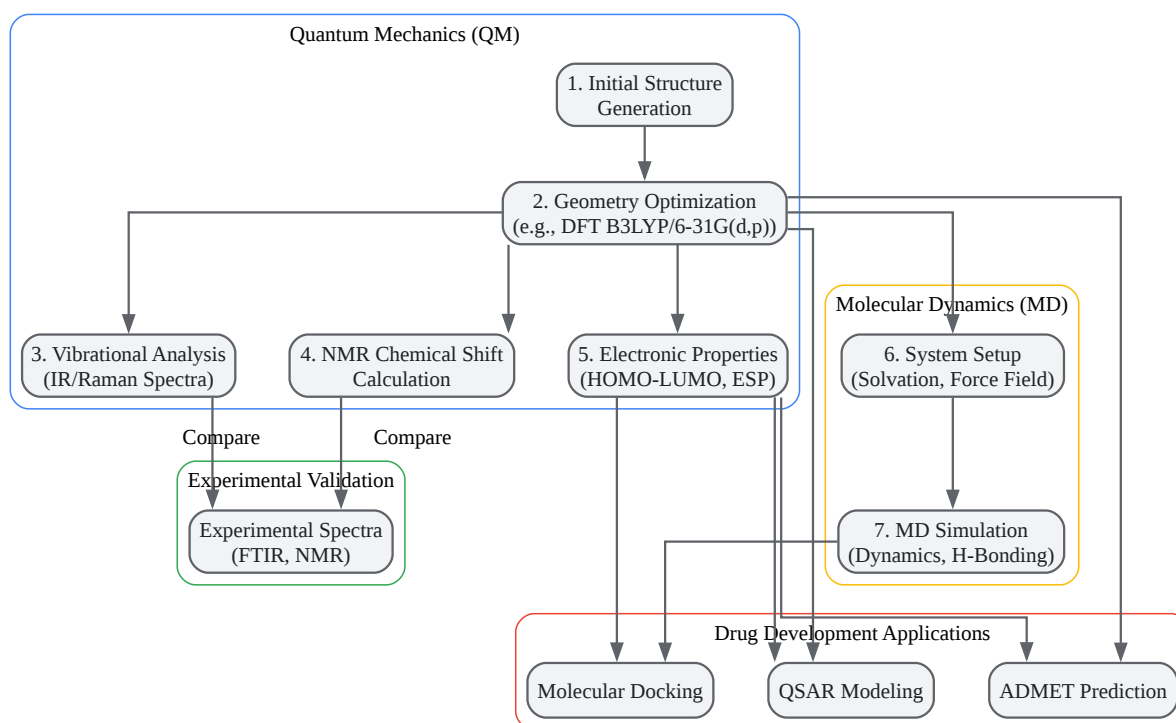 Quantum Mechanics (QM)
1. Initial Structure
Generation
2. Geometry Optimization
(e.g., DFT B3LYP/6-31G(d,p))
Molecular Dynamics (MD)
3. Vibrational Analysis
(IR/Raman Spectra)
4. NMR Chemical Shift
Calculation
5. Electronic Properties
(HOMO-LUMO, ESP)
6. System Setup
(Solvation, Force Field)
Compare
Compare
Experimental Validation
Experimental Spectra
(FTIR, NMR)
7. MD Simulation
(Dynamics, H-Bonding)
Drug Development Applications
Molecular Docking
QSAR Modeling
ADMET Prediction